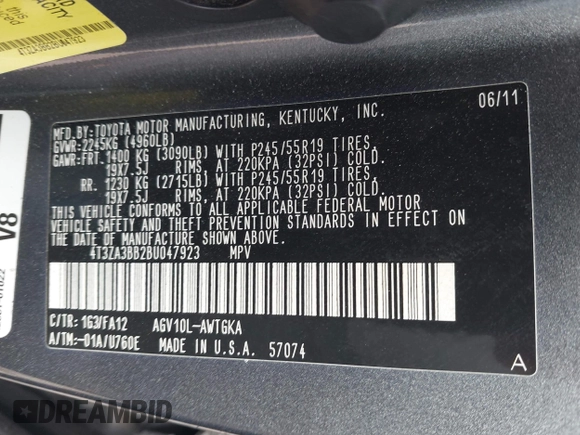 CITY
4T3ZA3BB2BU047923
V8
MFD.BY:TOYOTA MOTOR MANUFACTURING, KENTUCKY, INC. 06/11
GVWR:2245KG (4960LB)
GAWR:FRT. 1400 KG (3090LB) WITH P245/55R19 TIRES,
19X7.5J RIMS, AT 220KPA (32PSI) COLD.
RR. 1230 KG (2715LB) WITH P245/55R19 TIRES,
19X7.5J RIMS, AT 220KPA (32PSI) COLD.
THIS VEHICLE CONFORMS TO ALL APPLICABLE FEDERAL MOTOR
VEHICLE SAFETY AND THEFT PREVENTION STANDARDS IN EFFECT
ON THE DATE OF MANUFACTURE SHOWN ABOVE.
4T3ZA3BB2BU047923 MPV
C/TR: 1G3/FA12 AGV10L-AWTGKA
A/TM:-01A/U760E MADE IN U.S.A. 57074 A
DREAMBID